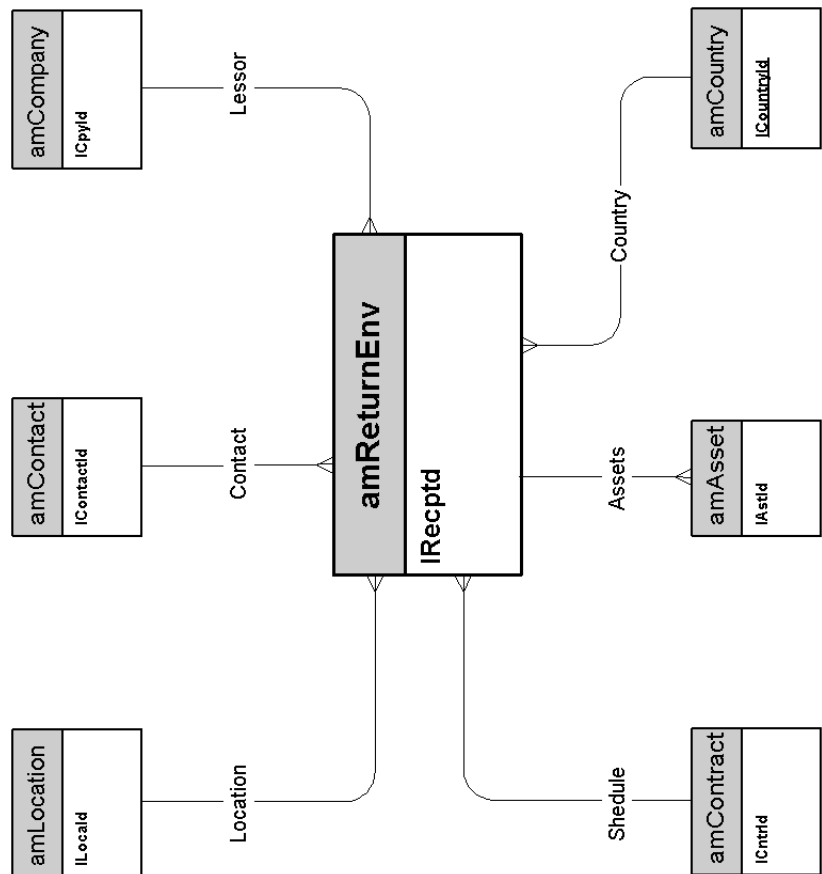 amLocation
lLocaId
amContact
lContactId
amCompany
lCpyId
Location
Contact
Lessor
amReturnEnv
lRecptd
Shedule
Assets
Country
amContract
lCntrId
amAsset
lAstId
amCountry
lCountryId